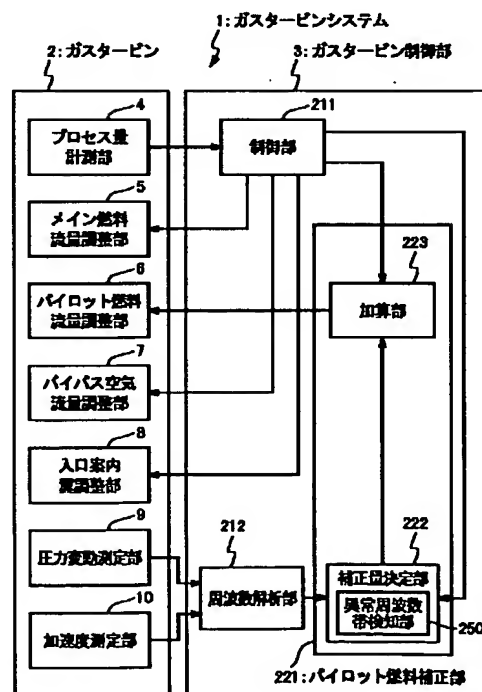 1:ガスタービンシステム
2:ガスタービン
3:ガスタービン制御部
4
プロセス量
計測部
211
制御部
5
メイン燃料
流量調整部
6
パイロット燃料
流量調整部
223
加算部
7
バイパス空気
流量調整部
8
入口案内
翼調整部
9
圧力変動測定部
212
周波数解析部
222
補正量決定部
異常周波数
帯検知部
250
10
加速度測定部
221:パイロット燃料補正部